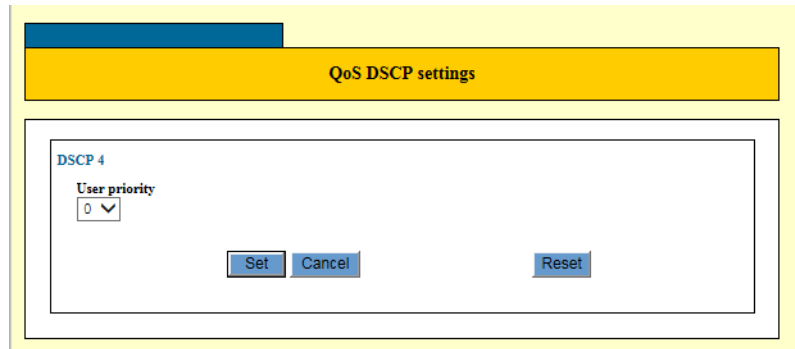 QoS DSCP settings
DSCP 4
User priority
0
Set Cancel Reset